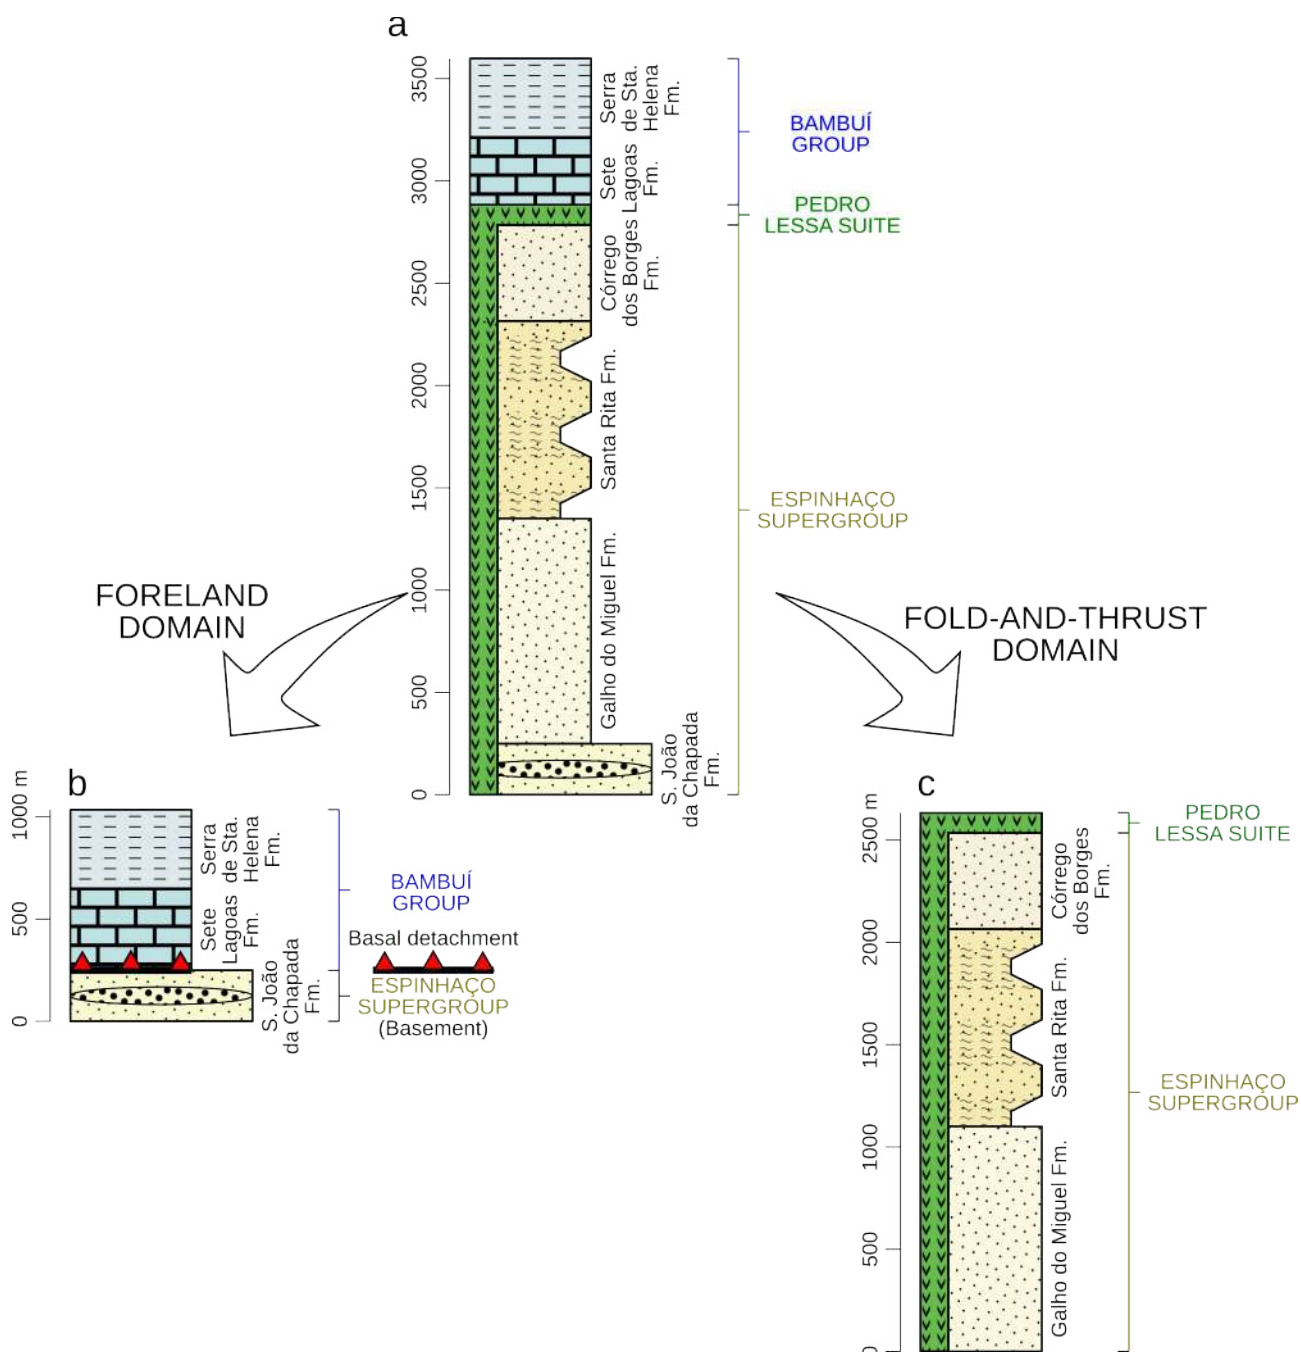 a
3500
3000
2500
2000
1500
1000
500
0
Serra
de Sta.
Helena
Fm.
Sete
Lagoas
Fm.
Córrego
dos Borges
Fm.
Santa Rita Fm.
Galho do Miguel Fm.
S. João
da Chapada
Fm.
BAMBUÍ
GROUP
PEDRO
LESSA SUITE
ESPINHAÇO
SUPERGROUP
FORELAND
DOMAIN
FOLD-AND-THRUST
DOMAIN
b
1000 m
500
0
Serra
de Sta.
Helena
Fm.
Sete
Lagoas
Fm.
S. João
da Chapada
Fm.
BAMBUÍ
GROUP
Basal detachment
ESPINHAÇO
SUPERGROUP
(Basement)
c
2500 m
2000
1500
1000
500
0
Córrego
dos Borges
Fm.
Santa Rita Fm.
Galho do Miguel Fm.
PEDRO
LESSA SUITE
ESPINHAÇO
SUPERGROUP